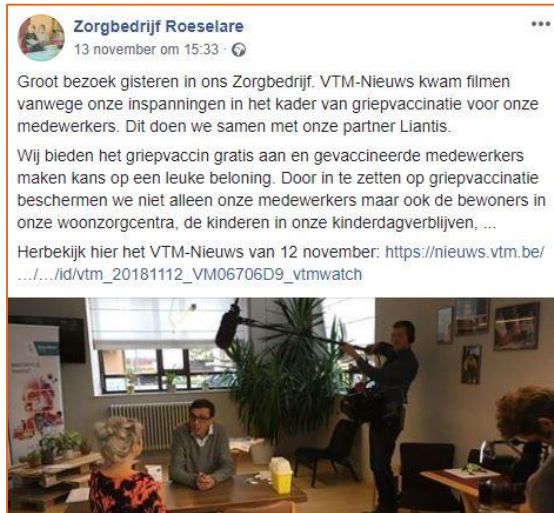 Zorgbedrijf Roeselare
13 november om 15:33 ·
Groot bezoek gisteren in ons Zorgbedrijf. VTM-Nieuws kwam filmen
vanwege onze inspanningen in het kader van griepvaccinatie voor onze
medewerkers. Dit doen we samen met onze partner Liantis.
Wij bieden het griepvaccin gratis aan en gevaccineerde medewerkers
maken kans op een leuke beloning. Door in te zetten op griepvaccinatie
beschermen we niet alleen onze medewerkers maar ook de bewoners in
onze woonzorgcentra, de kinderen in onze kinderdagverblijven, ...
Herbekijk hier het VTM-Nieuws van 12 november: https://nieuws.vtm.be/
…/…/id/vtm_20181112_VM06706D9_vtmwatch